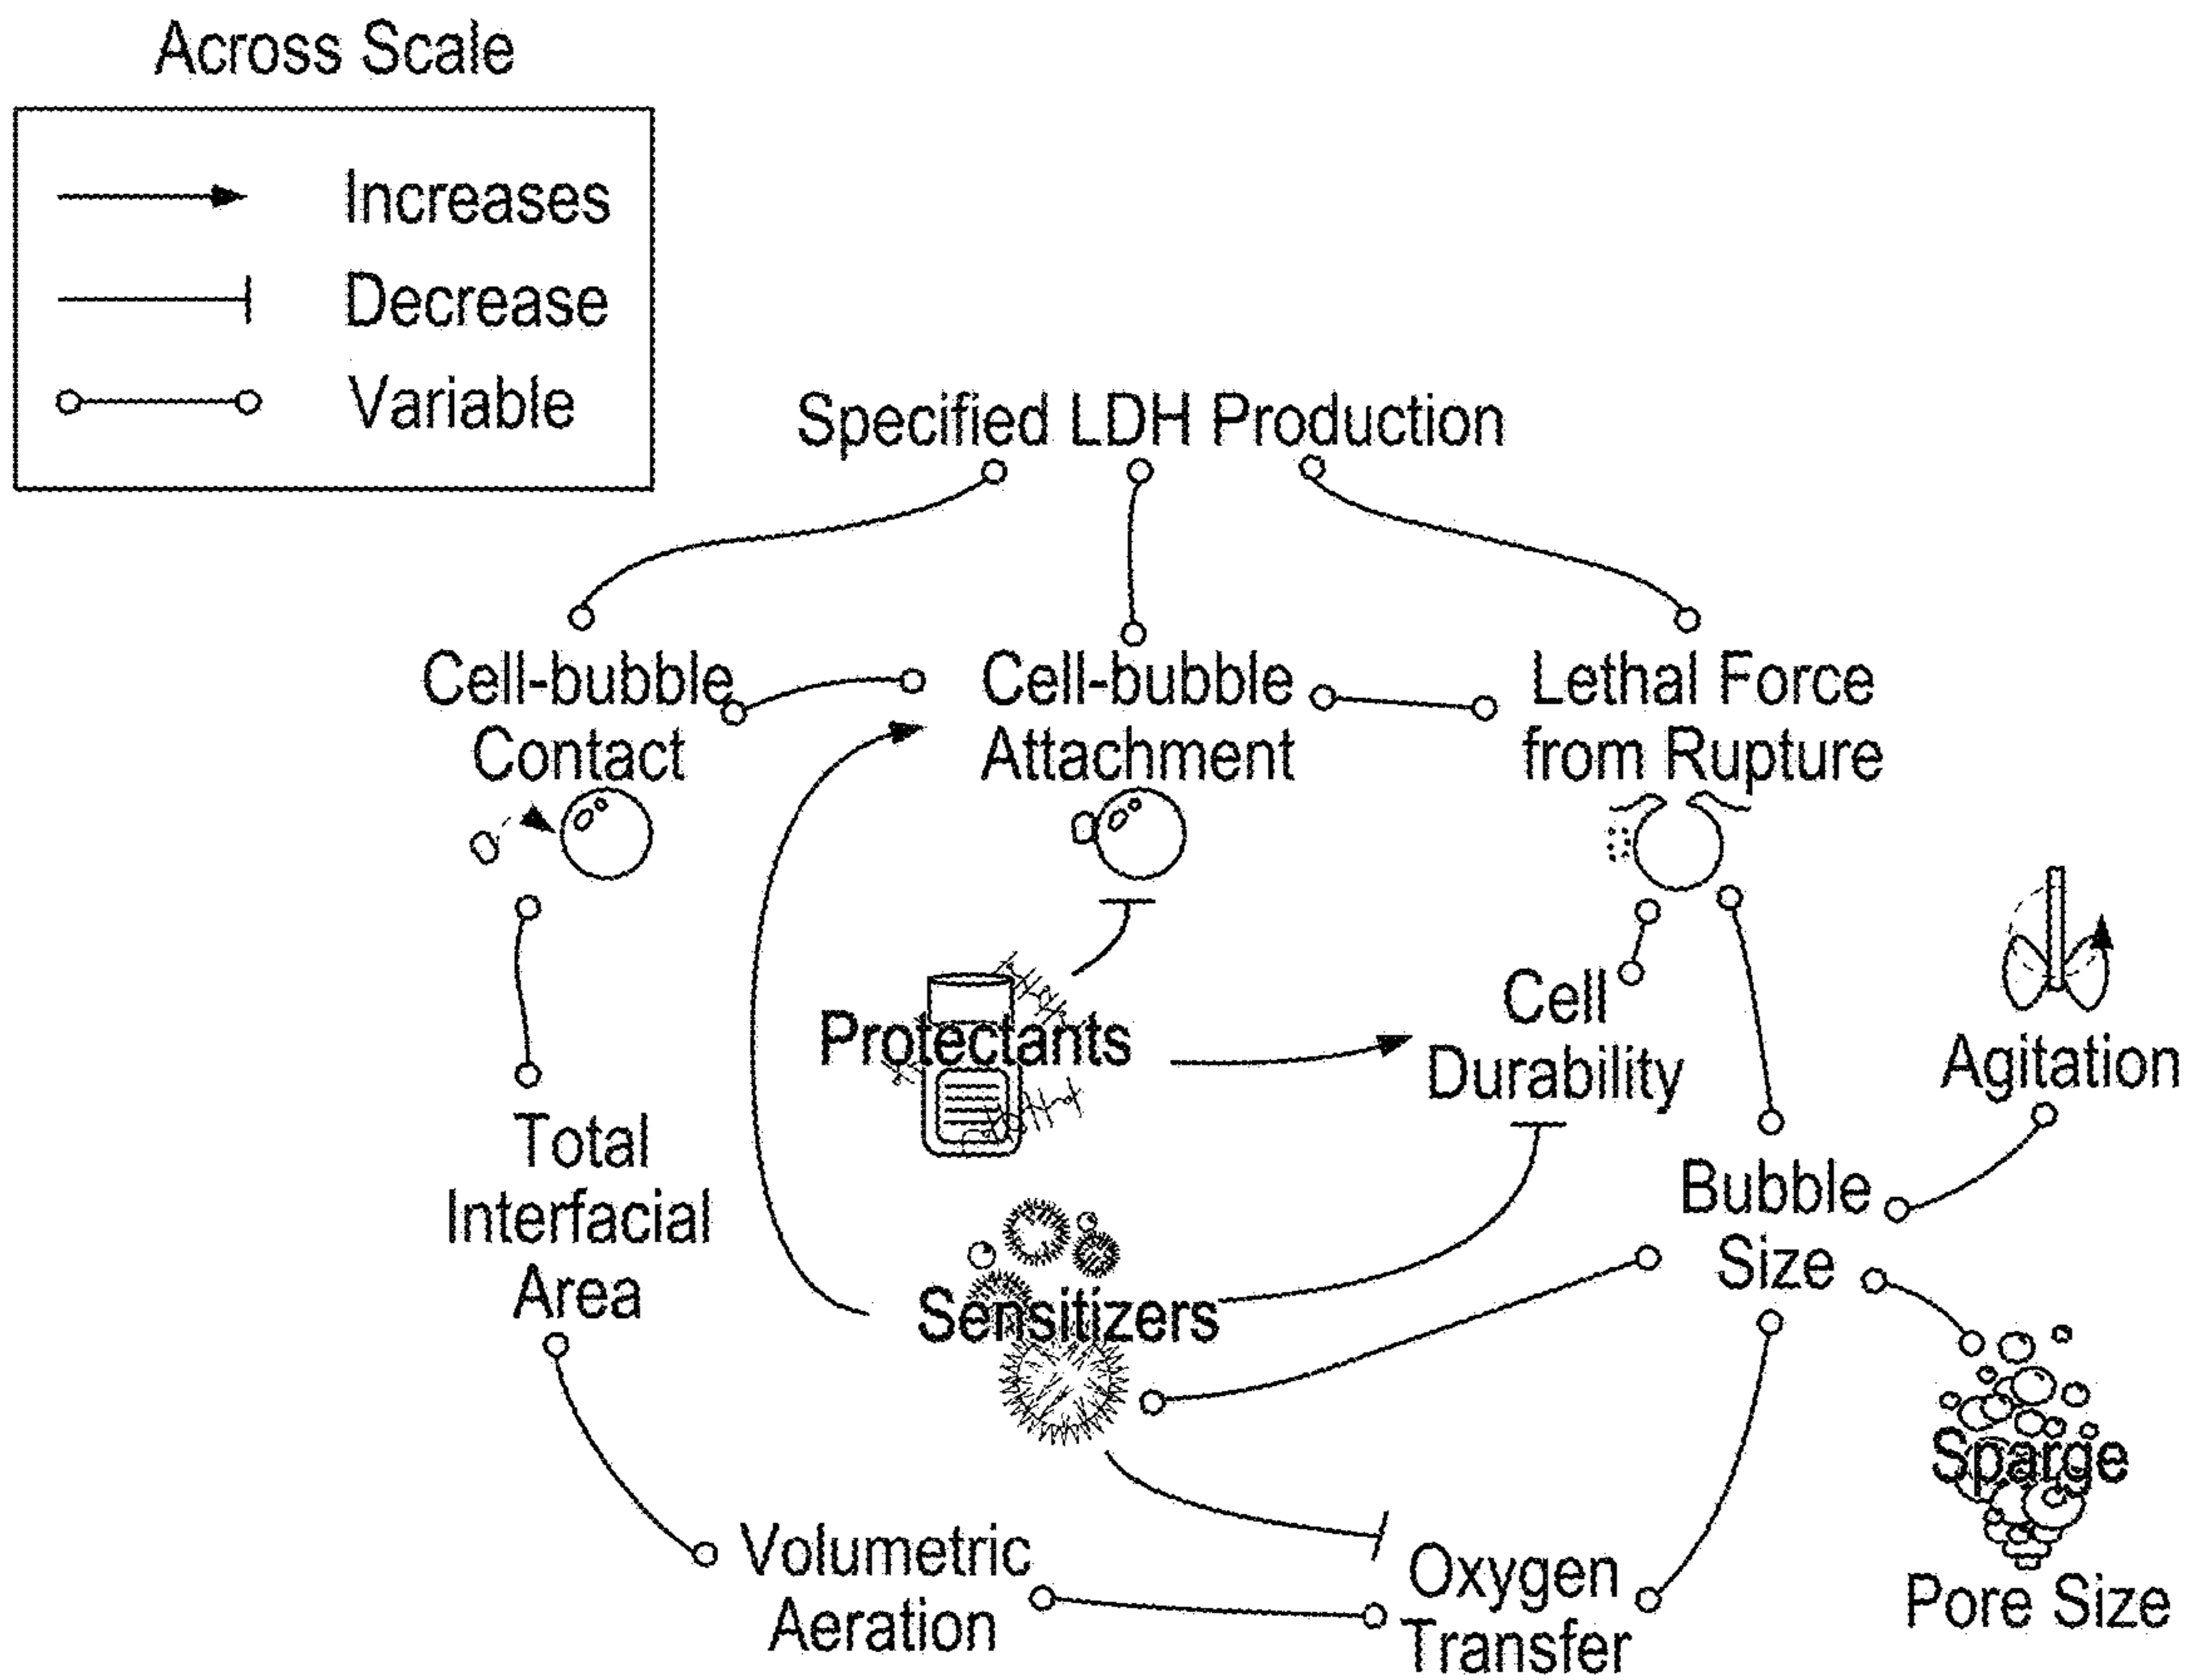 Across Scale
Increases
Decrease
Variable
Specified LDH Production
Cell-bubble
Contact
Cell-bubble
Attachment
Lethal Force
from Rupture
Protectants
Cell
Durability
Agitation
Total
Interfacial
Area
Sensitizers
Bubble
Size
Sparge
Pore Size
Volumetric
Aeration
Oxygen
Transfer